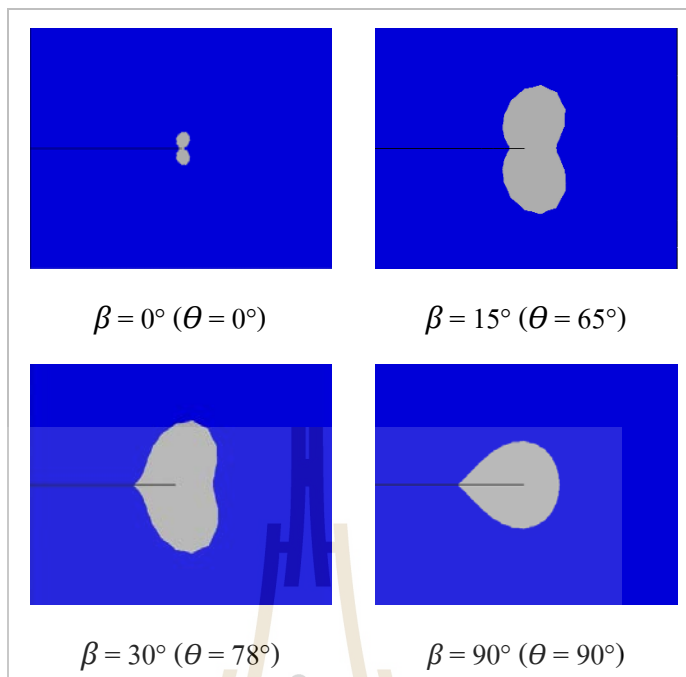 β = 0° (θ = 0°)
β = 15° (θ = 65°)
β = 30° (θ = 78°)
β = 90° (θ = 90°)